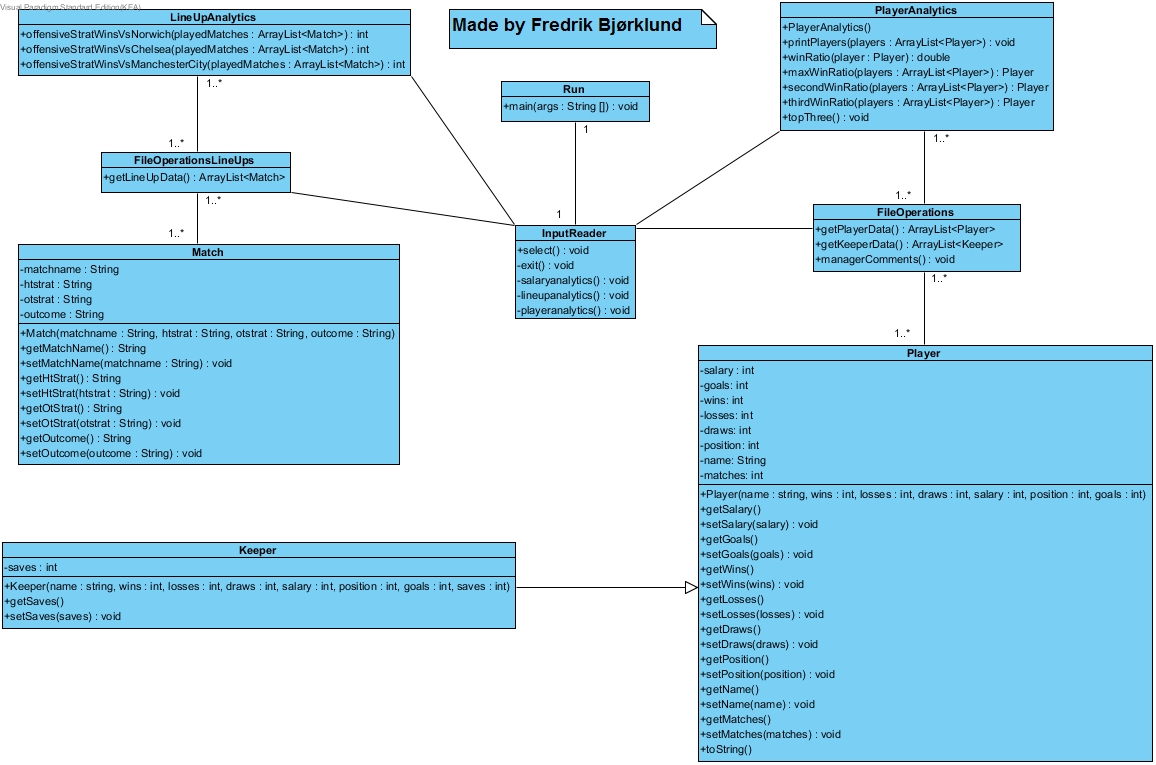 Visual Paradigm Standard Edition(KEA)
LineUpAnalytics
+offensiveStratWinsVsNorwich(playedMatches : ArrayList<Match>) : int
+offensiveStratWinsVsChelsea(playedMatches : ArrayList<Match>) : int
+offensiveStratWinsVsManchesterCity(playedMatches : ArrayList<Match>) : int
1..*
1..*
Made by Fredrik Bjørklund
Run
+main(args : String []) : void
1
1
PlayerAnalytics
+PlayerAnalytics()
+printPlayers(players : ArrayList<Player>) : void
+winRatio(player : Player) : double
+maxWinRatio(players : ArrayList<Player>) : Player
+secondWinRatio(players : ArrayList<Player>) : Player
+thirdWinRatio(players : ArrayList<Player>) : Player
+topThree() : void
1..*
1..*
FileOperationsLineUps
+getLineUpData() : ArrayList<Match>
1..*
1..*
InputReader
+select() : void
-exit() : void
-salaryanalytics() : void
-lineupanalytics() : void
-playeranalytics() : void
FileOperations
+getPlayerData() : ArrayList<Player>
+getKeeperData() : ArrayList<Keeper>
+managerComments() : void
1..*
1..*
Match
-matchname : String
-htstrat : String
-otstrat : String
-outcome : String
+Match(matchname : String, htstrat : String, otstrat : String, outcome : String)
+getMatchName() : String
+setMatchName(matchname : String) : void
+getHtStrat() : String
+setHtStrat(htstrat : String) : void
+getOtStrat() : String
+setOtStrat(otstrat : String) : void
+getOutcome() : String
+setOutcome(outcome : String) : void
Player
-salary : int
-goals: int
-wins: int
-losses: int
-draws: int
-position: int
-name: String
-matches: int
+Player(name : string, wins : int, losses : int, draws : int, salary : int, position : int, goals : int)
+getSalary()
+setSalary(salary) : void
+getGoals()
+setGoals(goals) : void
+getWins()
+setWins(wins) : void
+getLosses()
+setLosses(losses) : void
+getDraws()
+setDraws(draws) : void
+getPosition()
+setPosition(position) : void
+getName()
+setName(name) : void
+getMatches()
+setMatches(matches) : void
+toString()
Keeper
-saves : int
+Keeper(name : string, wins : int, losses : int, draws : int, salary : int, position : int, goals : int, saves : int)
+getSaves()
+setSaves(saves) : void